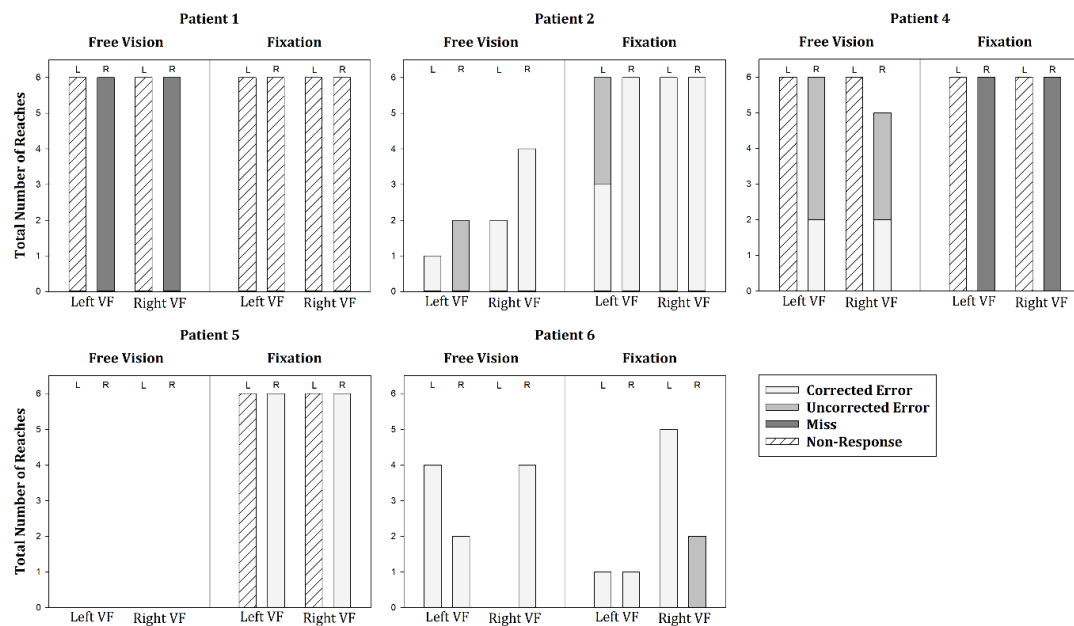 Patient 1
Patient 2
Patient 4
Free Vision Fixation
Free Vision Fixation
Free Vision Fixation
Total Number of Reaches
L R L R L R L R
L R L R L R L R
L R L R L R L R
6
5
4
3
2
1
0
6
5
4
3
2
1
0
6
5
4
3
2
1
0
Left VF Right VF Left VF Right VF
Left VF Right VF Left VF Right VF
Left VF Right VF Left VF Right VF
Patient 5
Patient 6
Free Vision Fixation
Free Vision Fixation
Total Number of Reaches
L R L R L R L R
L R L R L R L R
6
5
4
3
2
1
0
6
5
4
3
2
1
0
Left VF Right VF Left VF Right VF
Left VF Right VF Left VF Right VF
Corrected Error
Uncorrected Error
Miss
Non-Response